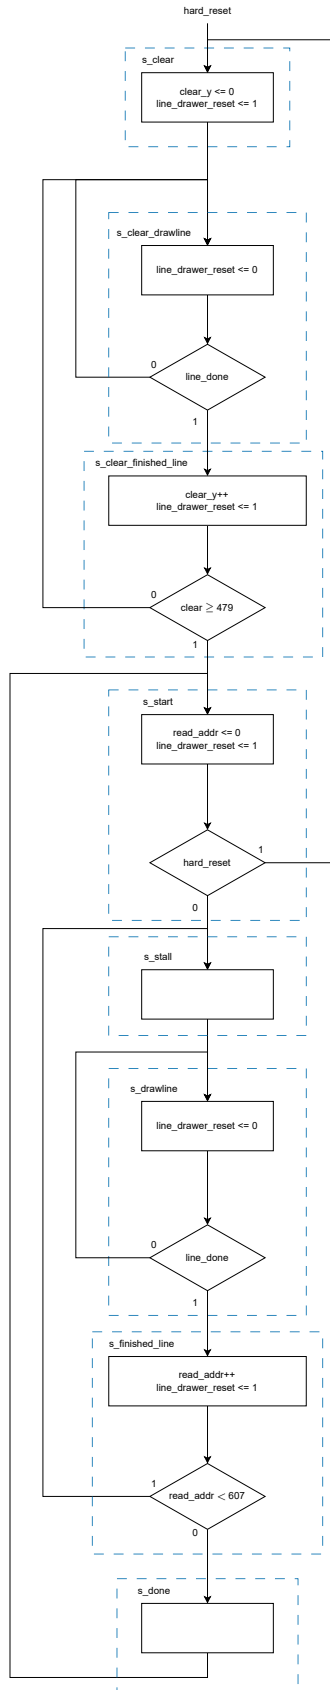 hard_reset
s_clear
clear_y <= 0
line_drawer_reset <= 1
s_clear_drawline
line_drawer_reset <= 0
0
line_done
1
s_clear_finished_line
clear_y++
line_drawer_reset <= 1
0
clear ≥ 479
1
s_start
read_addr <= 0
line_drawer_reset <= 1
1
hard_reset
0
s_stall
s_drawline
line_drawer_reset <= 0
0
line_done
1
s_finished_line
read_addr++
line_drawer_reset <= 1
1
read_addr < 607
0
s_done